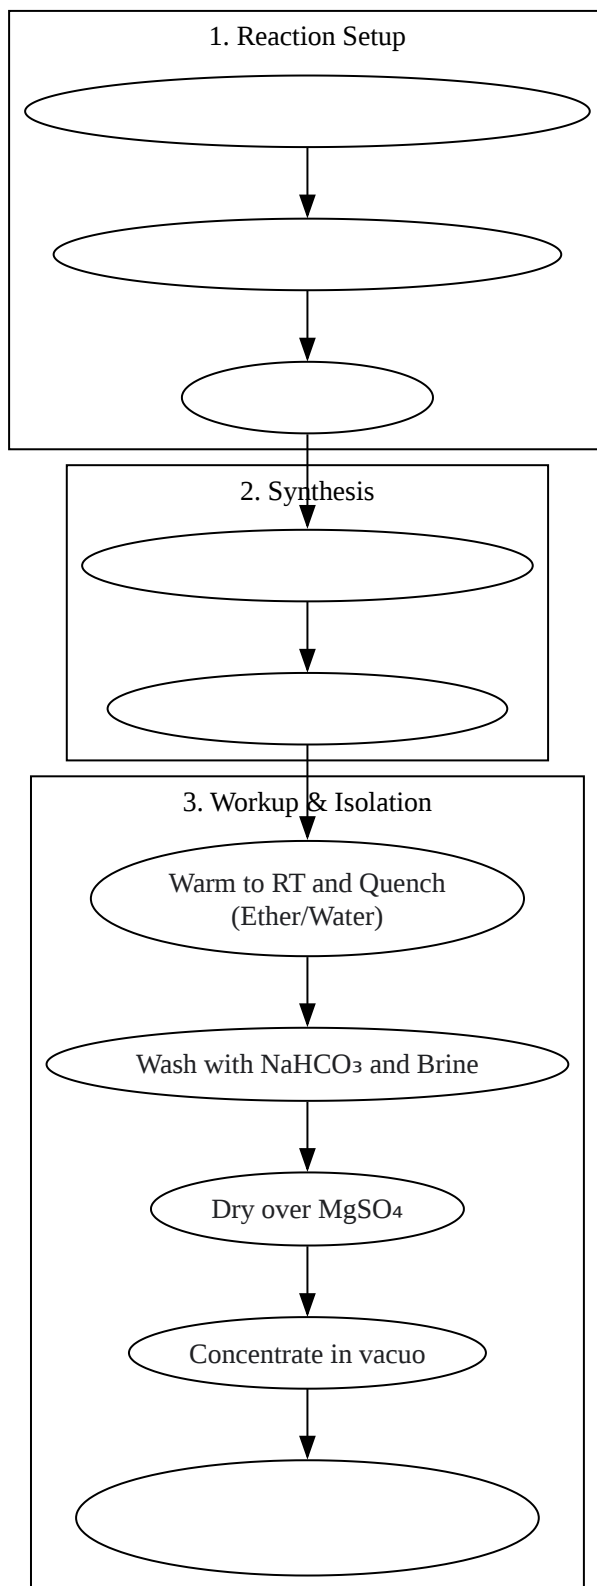 1. Reaction Setup
2. Synthesis
3. Workup & Isolation
Warm to RT and Quench
(Ether/Water)
Wash with NaHCO₃ and Brine
Dry over MgSO₄
Concentrate in vacuo